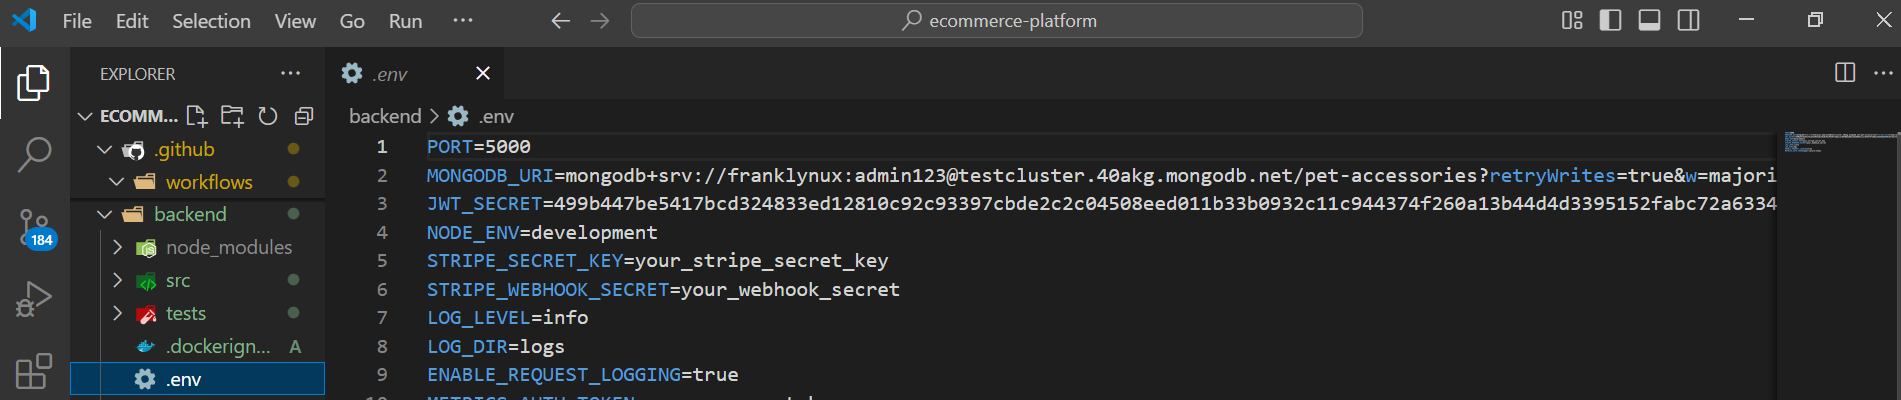 File Edit Selection View Go Run ··· ecommerce-platform
EXPLORER ···
.env
ECOMM...
backend > .env
.github
workflows
backend
node_modules
src
tests
.dockerign... A
.env
184
1 PORT=5000
2 MONGODB_URI=mongodb+srv://franklynux:admin123@testcluster.40akg.mongodb.net/pet-accessories?retryWrites=true&w=majori
3 JWT_SECRET=499b447be5417bcd324833ed12810c92c93397cbde2c2c04508eed011b33b0932c11c944374f260a13b44d4d3395152fabc72a6334
4 NODE_ENV=development
5 STRIPE_SECRET_KEY=your_stripe_secret_key
6 STRIPE_WEBHOOK_SECRET=your_webhook_secret
7 LOG_LEVEL=info
8 LOG_DIR=logs
9 ENABLE_REQUEST_LOGGING=true